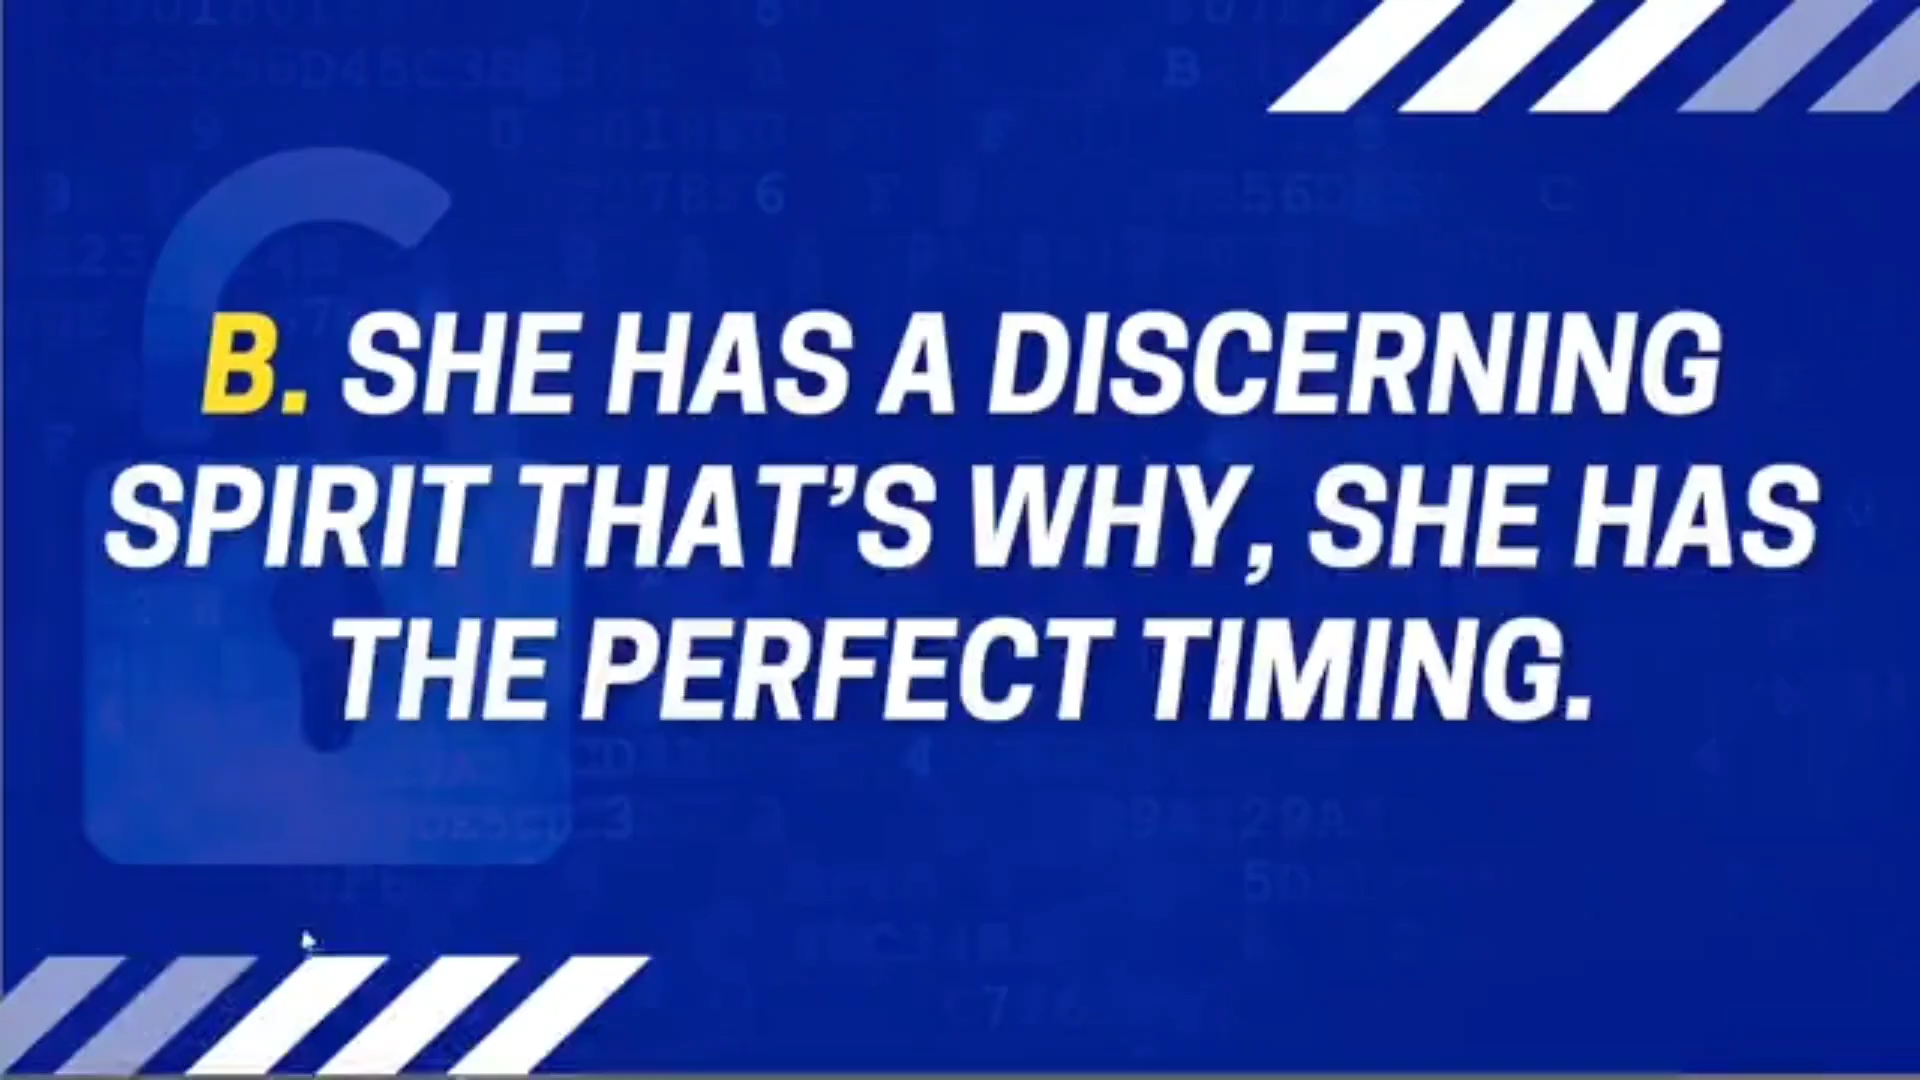 B. SHE HAS A DISCERNING
SPIRIT THAT’S WHY, SHE HAS
THE PERFECT TIMING.